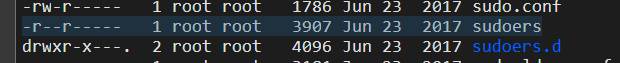 -rw-r-----   1 root root   1786 Jun 23  2017 sudo.conf
-r--r-----   1 root root   3907 Jun 23  2017 sudoers
drwxr-x---.  2 root root   4096 Jun 23  2017 sudoers.d